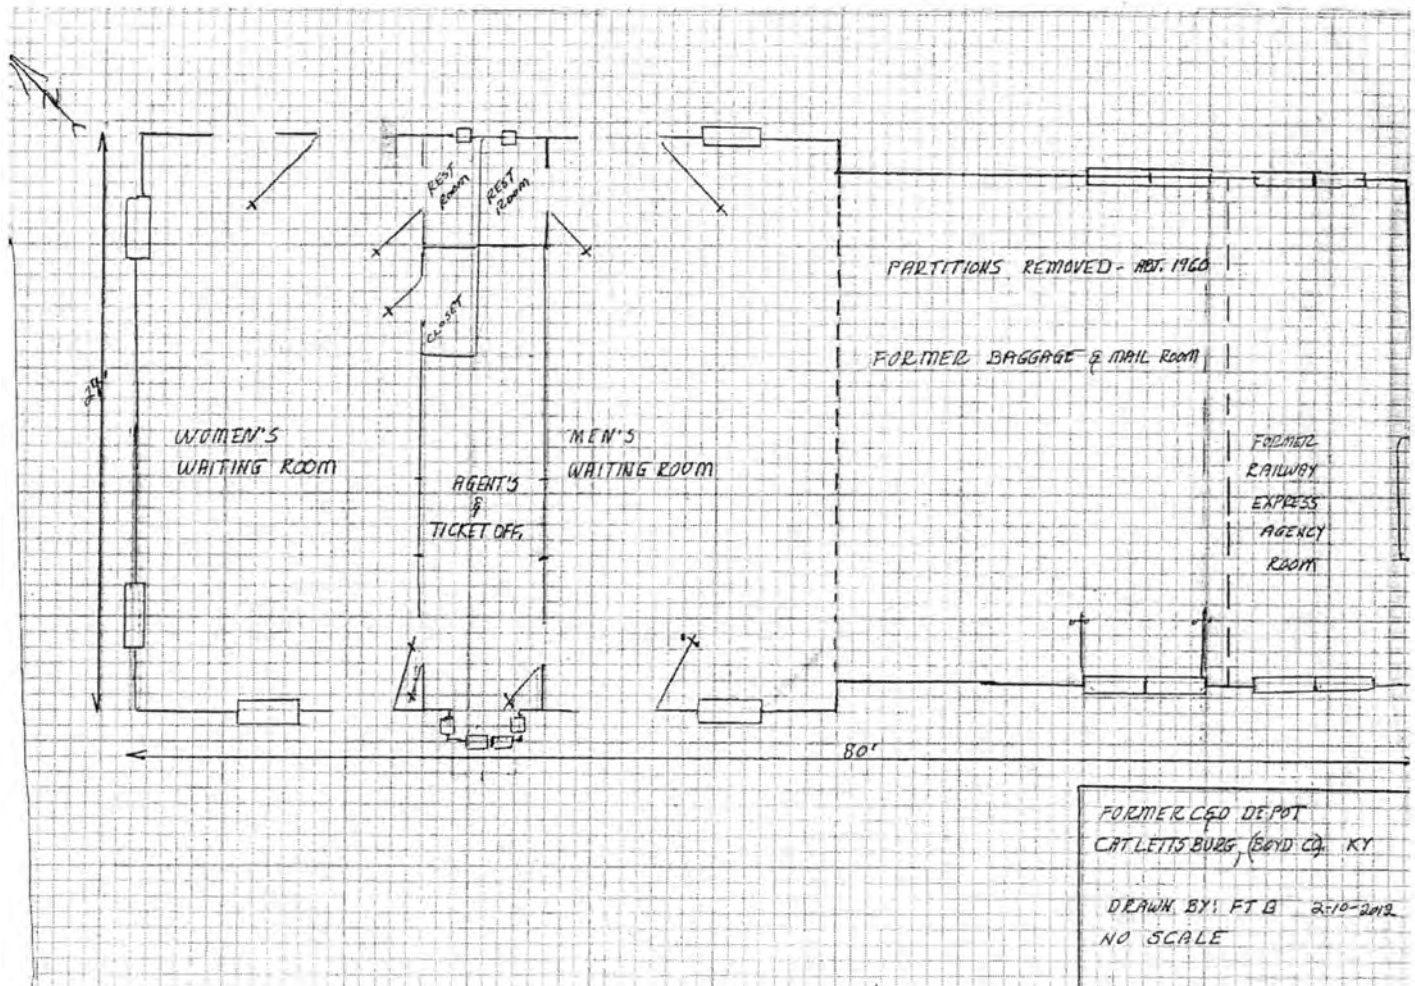 N
REST
ROOM
REST
ROOM
CLOSET
PARTITIONS REMOVED - ABT. 1960
FORMER BAGGAGE & MAIL ROOM
WOMEN'S
WAITING ROOM
AGENT'S
&
TICKET OFF.
MEN'S
WAITING ROOM
FORMER
RAILWAY
EXPRESS
AGENCY
ROOM
80'
FORMER C&O DEPOT
CATLETTSBURG, (BOYD CO). KY
DRAWN BY: FTB 2-10-2012
NO SCALE